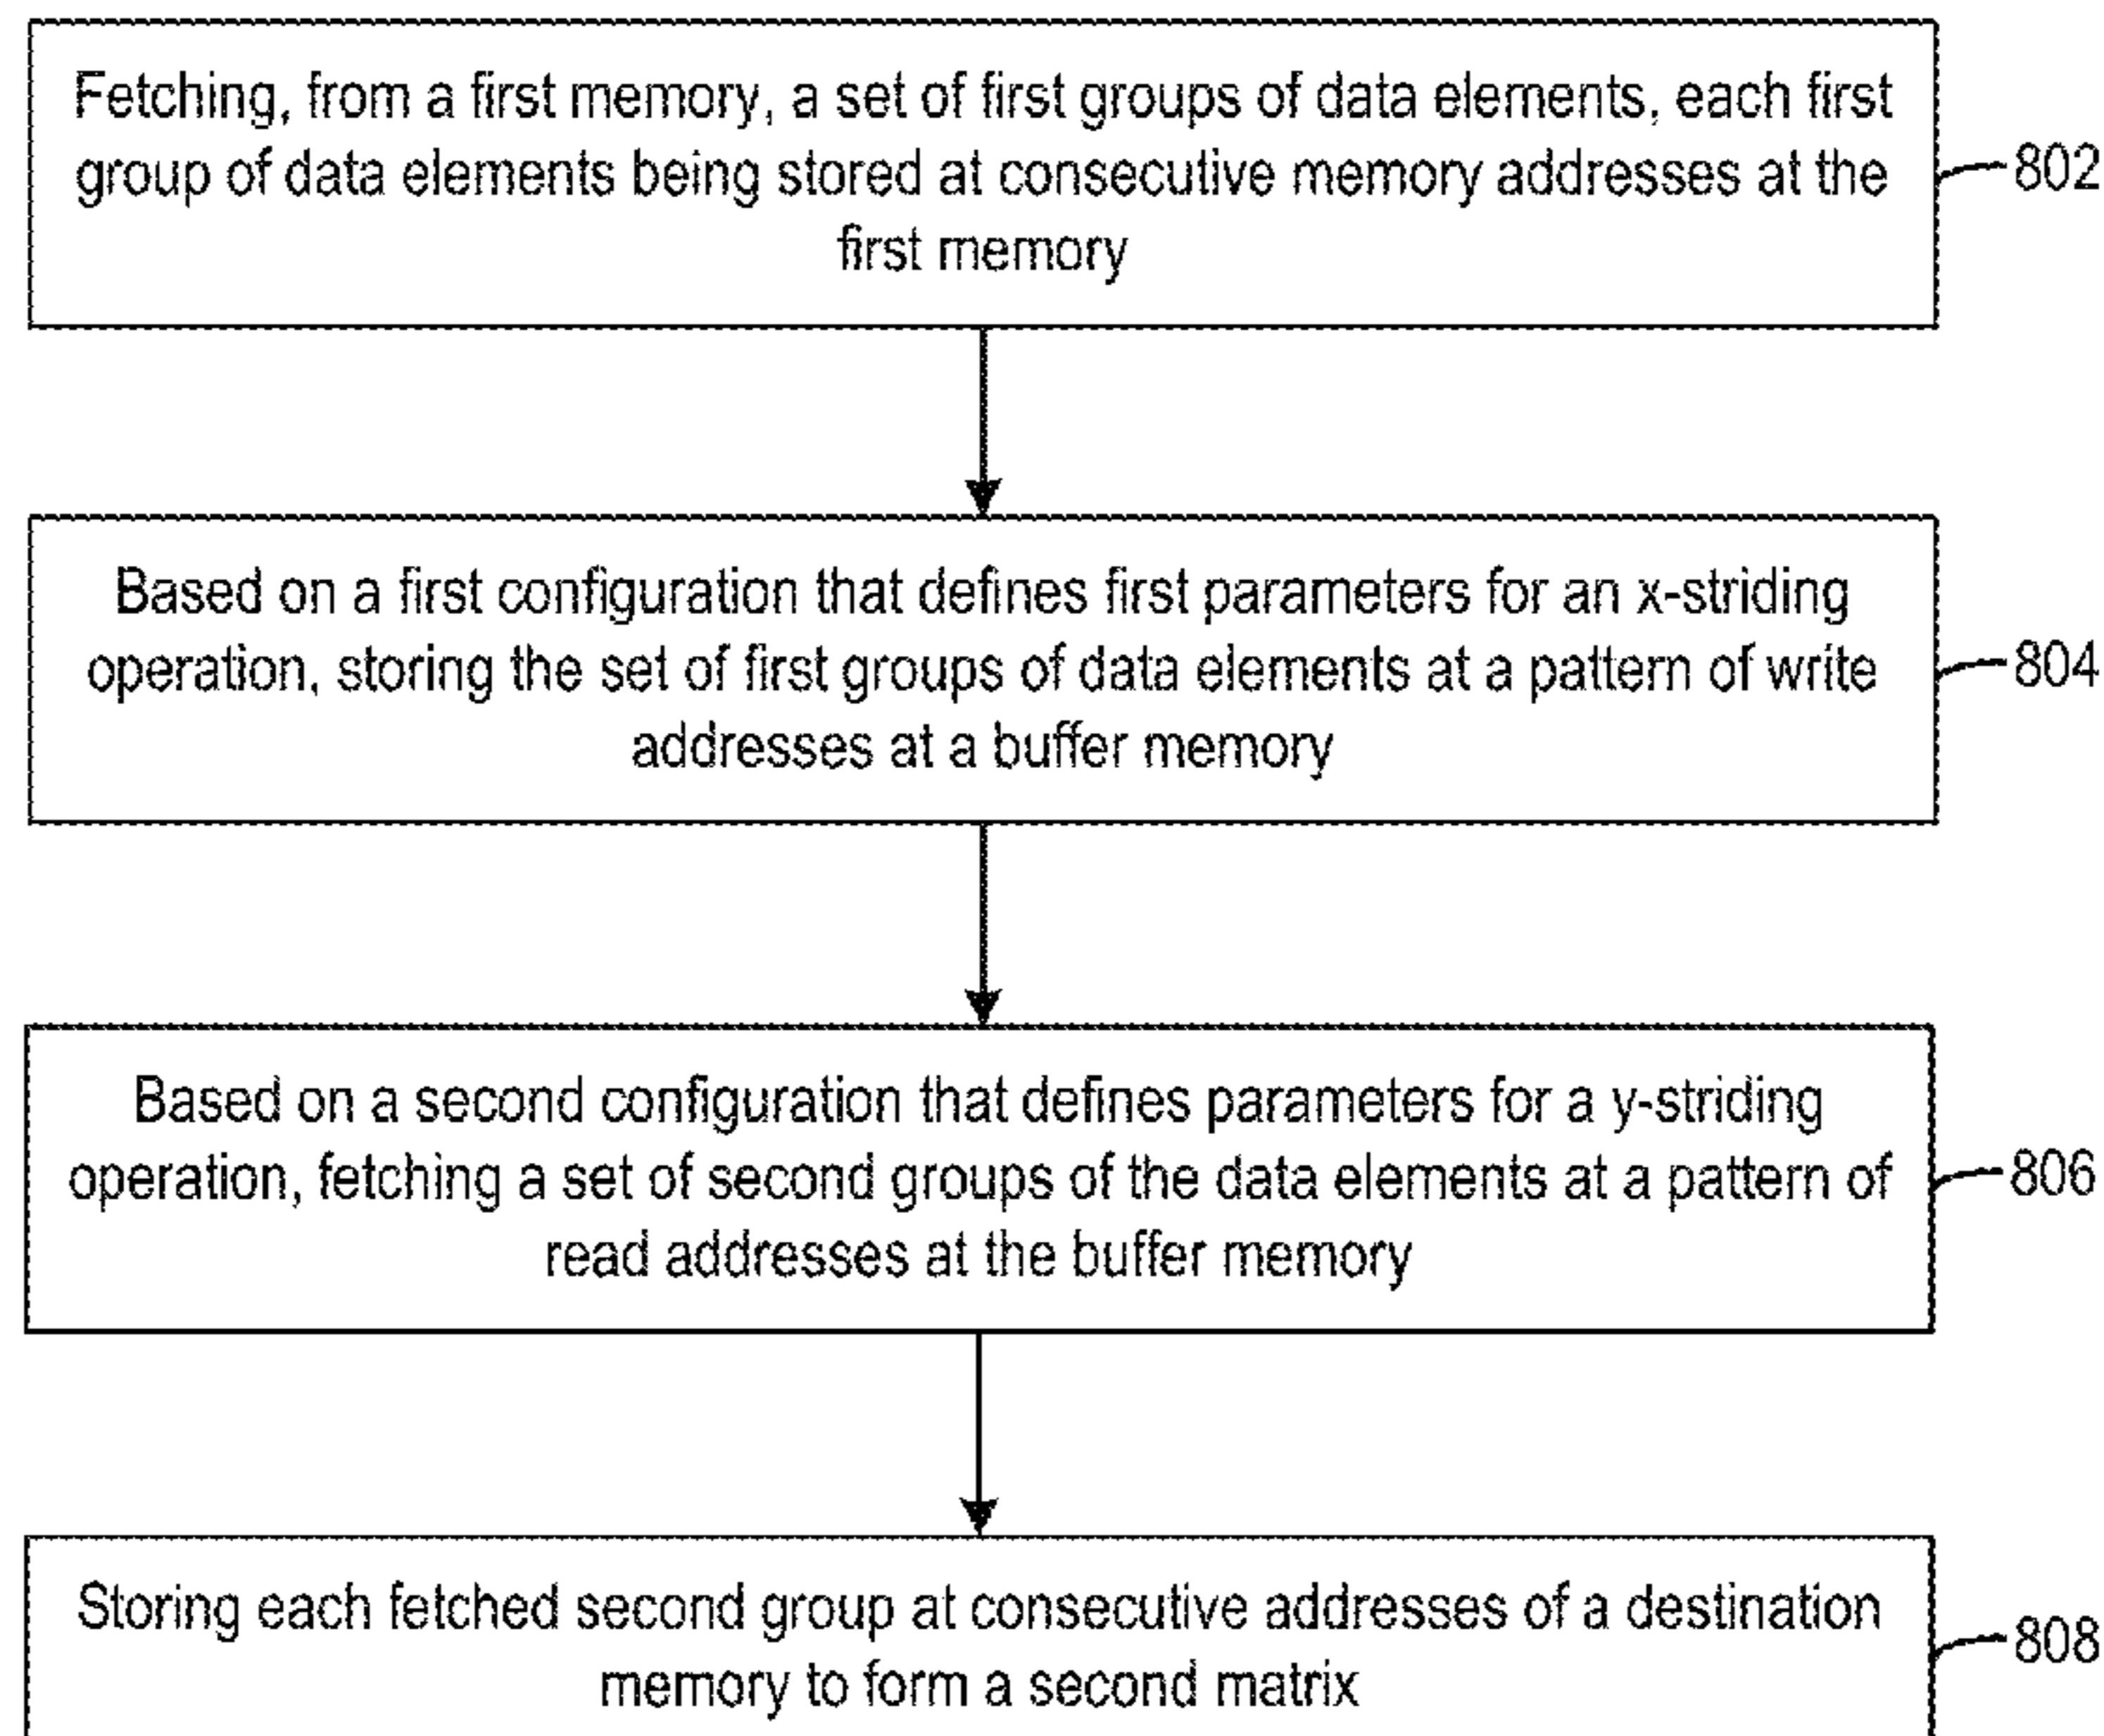 Fetching, from a first memory, a set of first groups of data elements, each first
group of data elements being stored at consecutive memory addresses at the
first memory
802
Based on a first configuration that defines first parameters for an x-striding
operation, storing the set of first groups of data elements at a pattern of write
addresses at a buffer memory
804
Based on a second configuration that defines parameters for a y-striding
operation, fetching a set of second groups of the data elements at a pattern of
read addresses at the buffer memory
806
Storing each fetched second group at consecutive addresses of a destination
memory to form a second matrix
808